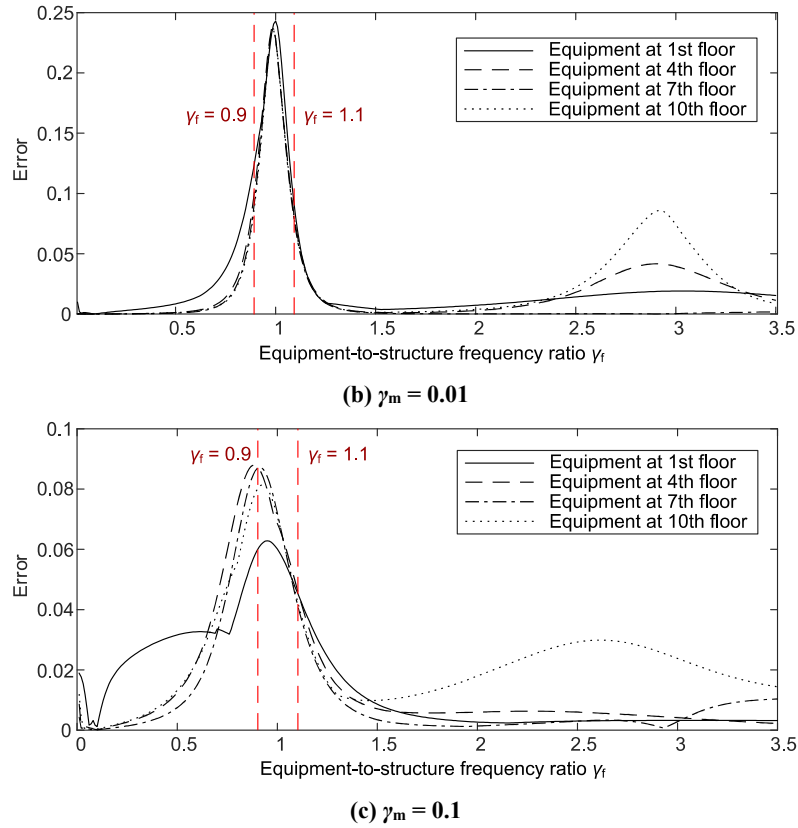 0.25
0.2
0.15
0.1
0.05
0
Error
γf = 0.9
γf = 1.1
Equipment at 1st floor
Equipment at 4th floor
Equipment at 7th floor
Equipment at 10th floor
0.5 1 1.5 2 2.5 3 3.5
Equipment-to-structure frequency ratio γf
(b) γm = 0.01
0.1
0.08
0.06
0.04
0.02
0
Error
γf = 0.9
γf = 1.1
Equipment at 1st floor
Equipment at 4th floor
Equipment at 7th floor
Equipment at 10th floor
0 0.5 1 1.5 2 2.5 3 3.5
Equipment-to-structure frequency ratio γf
(c) γm = 0.1